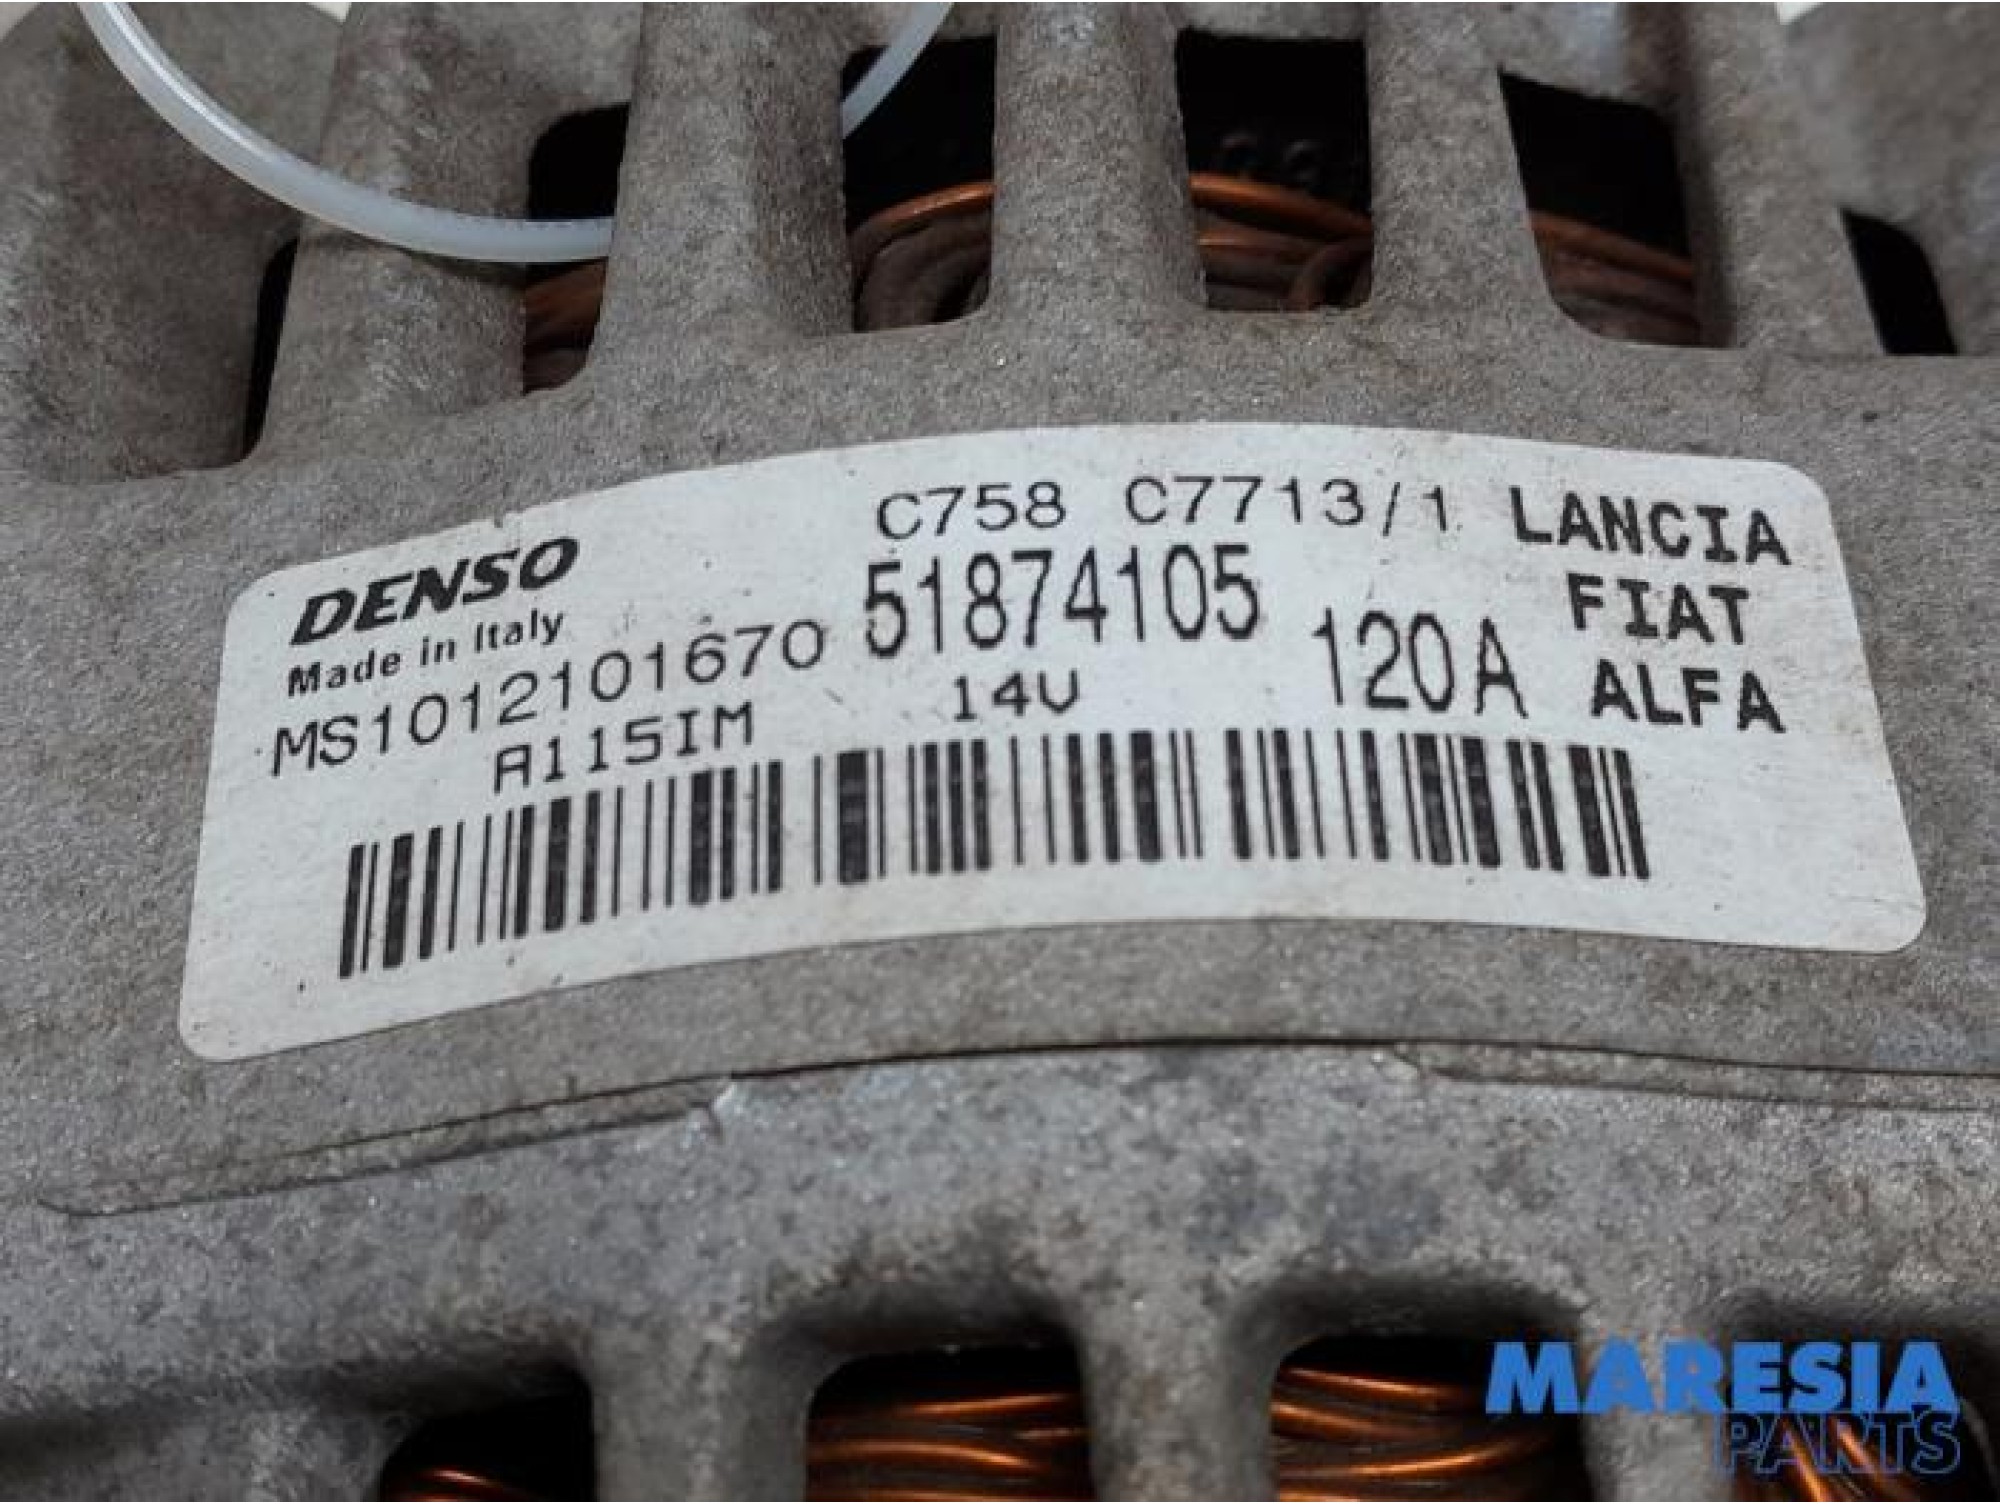 C758 C7713/1
LANCIA
FIAT
ALFA
DENSO
Made in Italy
51874105
120A
MS1012101670
14V
A115IM
MARESIA
PARTS